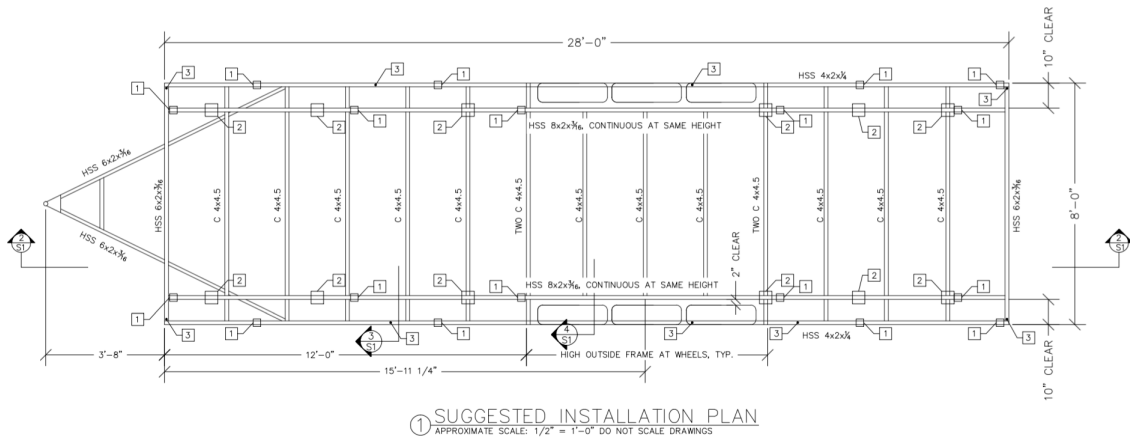 28'-0"
10" CLEAR
3
1
3
1
3
HSS 4x2x¼
1
1
3
1
2
2
1
2
1
HSS 8x2x³⁄₁₆, CONTINUOUS AT SAME HEIGHT
2
1
2
2
1
HSS 6x2x³⁄₁₆
HSS 6x2x³⁄₁₆
C 4x4.5
C 4x4.5
C 4x4.5
C 4x4.5
C 4x4.5
TWO C 4x4.5
C 4x4.5
C 4x4.5
C 4x4.5
TWO C 4x4.5
C 4x4.5
C 4x4.5
C 4x4.5
HSS 6x2x³⁄₁₆
8'-0"
HSS 6x2x³⁄₁₆
2
S1
2
S1
2" CLEAR
2
2
1
2
1
HSS 8x2x³⁄₁₆, CONTINUOUS AT SAME HEIGHT
2
1
2
2
1
1
3
1
3
1
3
3
1
HSS 4x2x¼
1
3
3
S1
4
S1
3'-8"
12'-0"
HIGH OUTSIDE FRAME AT WHEELS, TYP.
15'-11 1/4"
10" CLEAR
1 SUGGESTED INSTALLATION PLAN
APPROXIMATE SCALE: 1/2" = 1'-0" DO NOT SCALE DRAWINGS